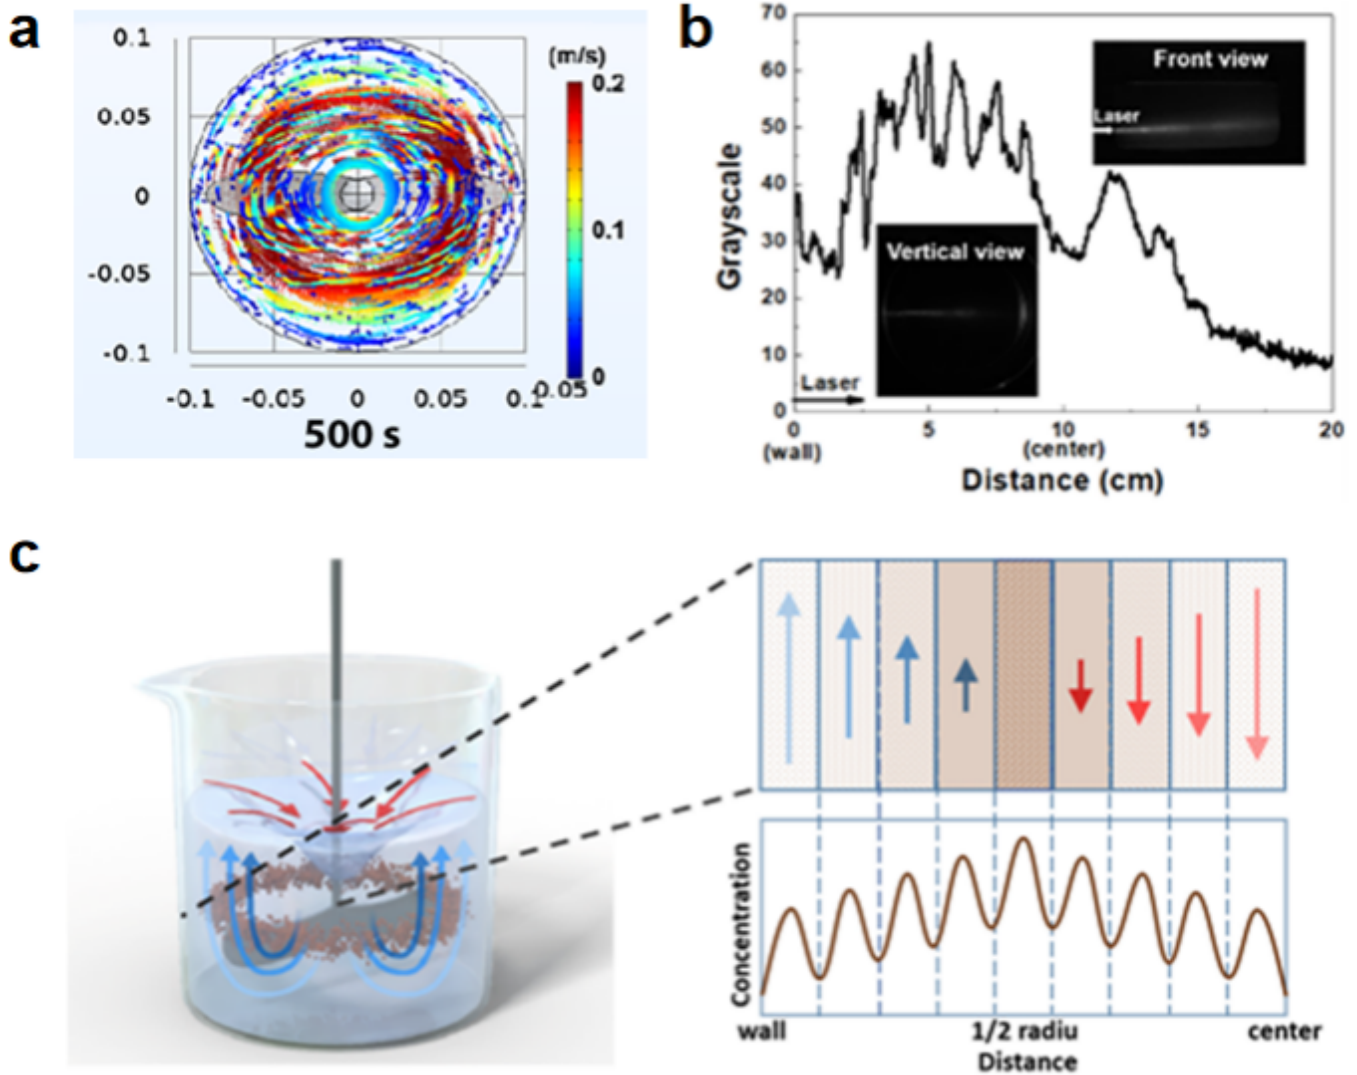 a
0.1
0.05
0
-0.05
-0.1
-0.1 -0.05 0 0.05 0.1
0.05
(m/s)
0.2
0.1
0
500 s
b
Grayscale
70
60
50
40
30
20
10
0
Front view
Laser
Vertical view
Laser
0 5 10 15 20
(wall) (center)
Distance (cm)
c
Concentration
wall 1/2 radiu center
Distance